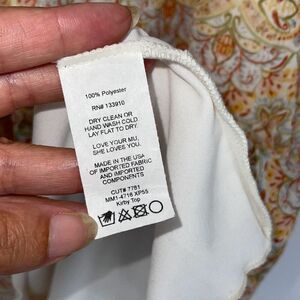 100% Polyester
RN# 133910
DRY CLEAN OR
HAND WASH COLD
LAY FLAT TO DRY.
LOVE YOUR MU,
SHE LOVES YOU.
MADE IN THE USA
OF IMPORTED FABRIC
AND IMPORTED
COMPONENTS
CUT# 7781
MM1-4718 XP55
Kirby Top